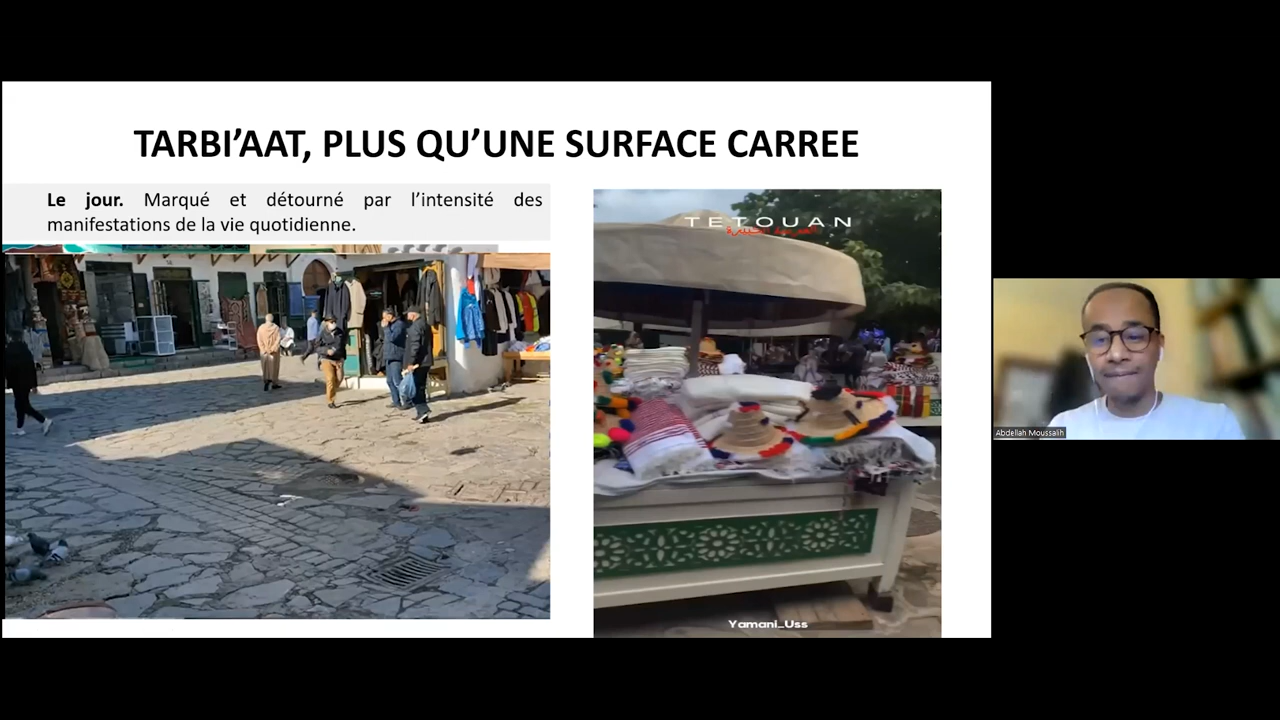 TARBI’AAT, PLUS QU’UNE SURFACE CARREE
Le jour. Marqué et détourné par l’intensité des
manifestations de la vie quotidienne.
TETOUAN
Yamani_Uss
Abdellah Moussalih